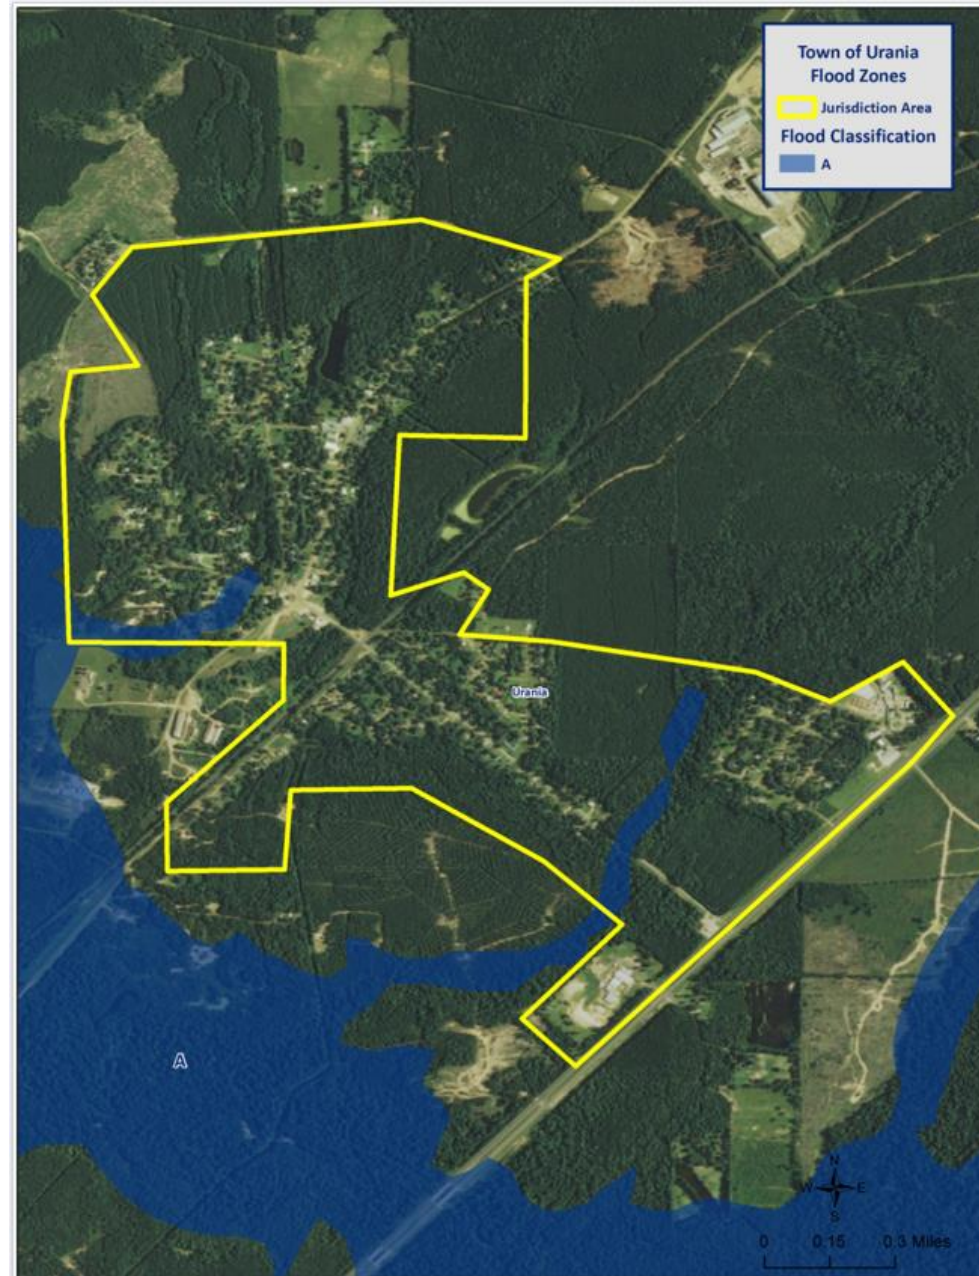 Town of Urania
Flood Zones
Jurisdiction Area
Flood Classification
A
Urania
A
N
W E
S
0 0.15 0.3 Miles